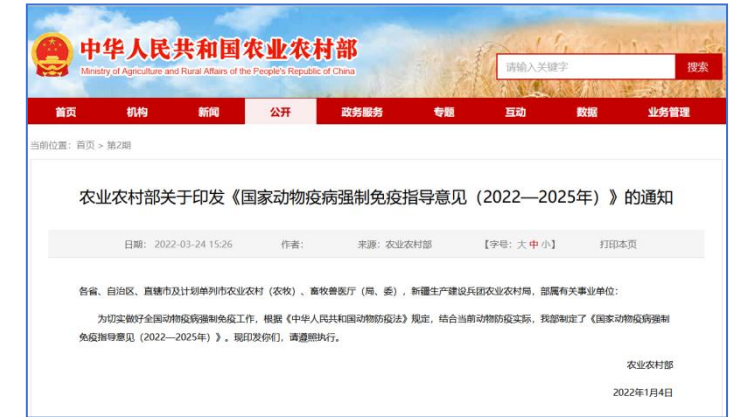 中华人民共和国农业农村部
Ministry of Agriculture and Rural Affairs of the People's Republic of China
请输入关键字 搜索
首页 机构 新闻 公开 政务服务 专题 互动 数据 业务管理
当前位置：首页 > 第2期
农业农村部关于印发《国家动物疫病强制免疫指导意见（2022—2025年）》的通知
日期：2022-03-24 15:26 作者： 来源：农业农村部 【字号：大 中 小】 打印本页
各省、自治区、直辖市及计划单列市农业农村（农牧）、畜牧兽医厅（局、委），新疆生产建设兵团农业农村局，部属有关事业单位：
为切实做好全国动物疫病强制免疫工作，根据《中华人民共和国动物防疫法》规定，结合当前动物防疫实际，我部制定了《国家动物疫病强制
免疫指导意见（2022—2025年）》。现印发你们，请遵照执行。
农业农村部
2022年1月4日